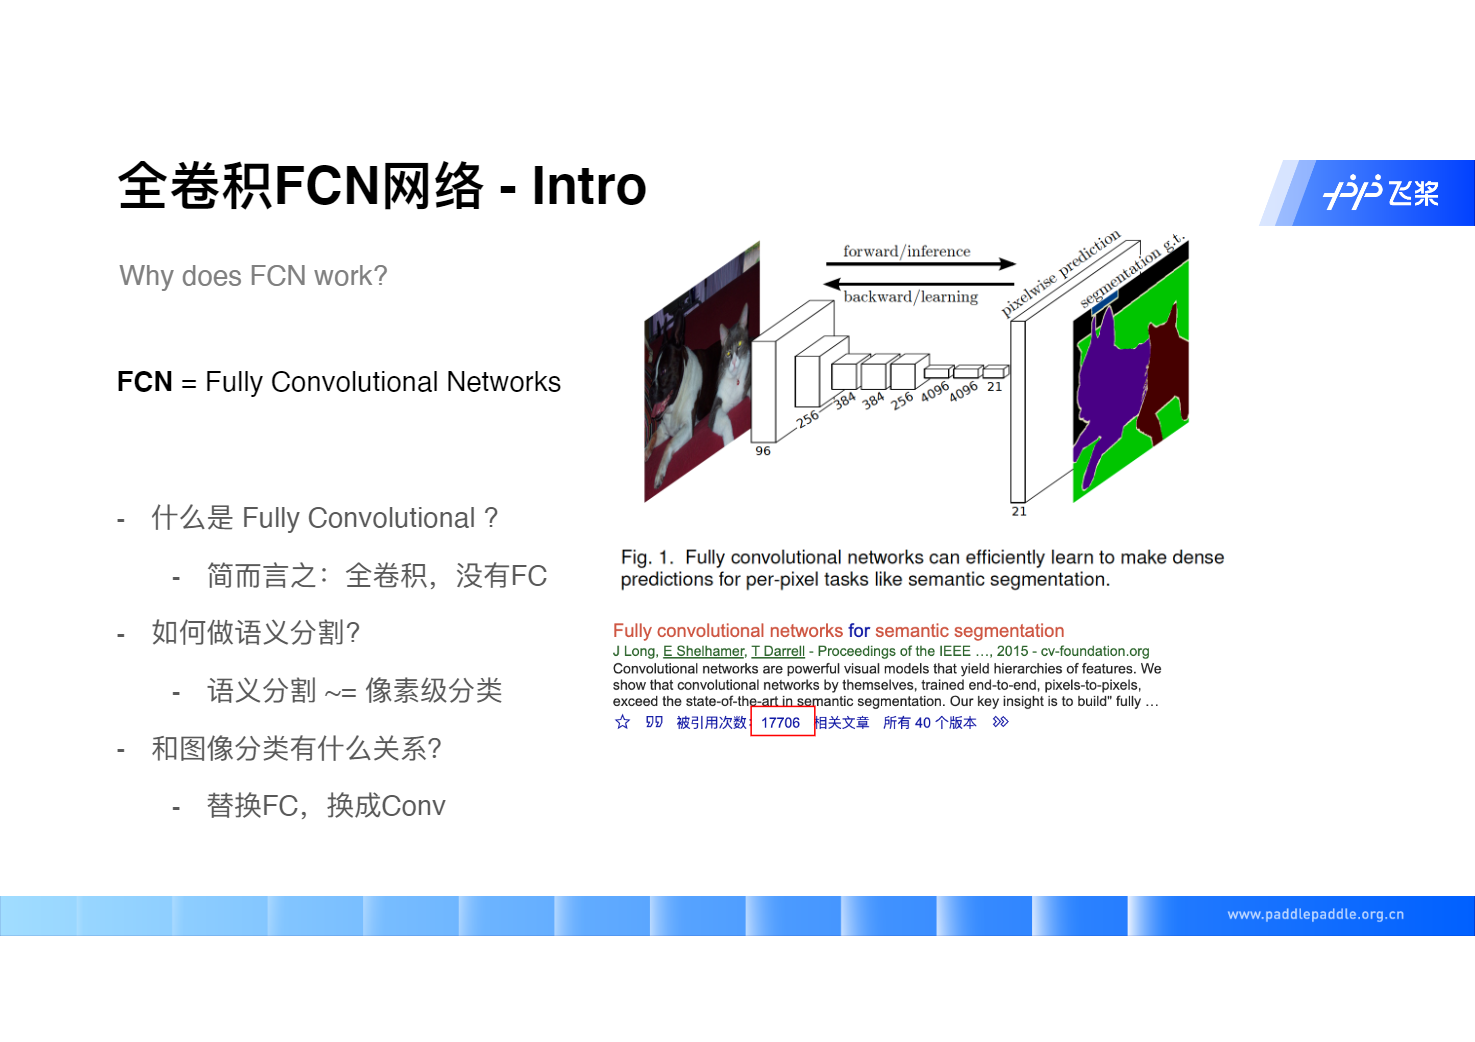 全卷积FCN网络 - Intro
飞桨
Why does FCN work?
FCN = Fully Convolutional Networks
- 什么是 Fully Convolutional ?
- 简而言之：全卷积，没有FC
- 如何做语义分割?
- 语义分割 ~= 像素级分类
- 和图像分类有什么关系?
- 替换FC，换成Conv
forward/inference
backward/learning
pixelwise prediction
segmentation g.t.
96
256
384
384
256
4096
4096
21
21
Fig. 1. Fully convolutional networks can efficiently learn to make dense
predictions for per-pixel tasks like semantic segmentation.
Fully convolutional networks for semantic segmentation
J Long, E Shelhamer, T Darrell - Proceedings of the IEEE …, 2015 - cv-foundation.org
Convolutional networks are powerful visual models that yield hierarchies of features. We
show that convolutional networks by themselves, trained end-to-end, pixels-to-pixels,
exceed the state-of-the-art in semantic segmentation. Our key insight is to build" fully …
被引用次数: 17706 相关文章 所有 40 个版本
www.paddlepaddle.org.cn